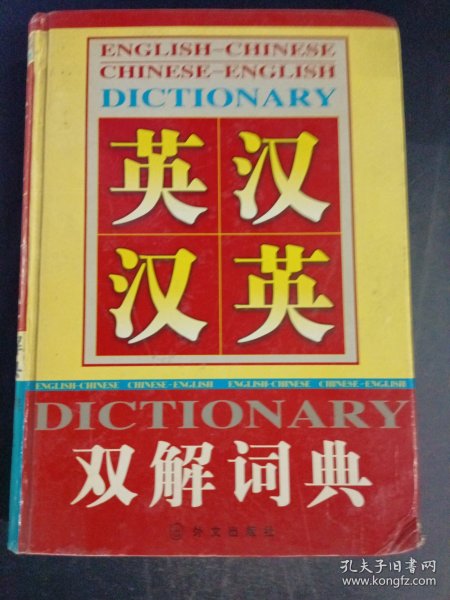 ENGLISH-CHINESE
CHINESE-ENGLISH
DICTIONARY
英汉
汉英
ENGLISH-CHINESE CHINESE-ENGLISH ENGLISH-CHINESE CHINESE-ENGLISH
DICTIONARY
双解词典
外文出版社
孔夫子旧书网
www.kongfz.com